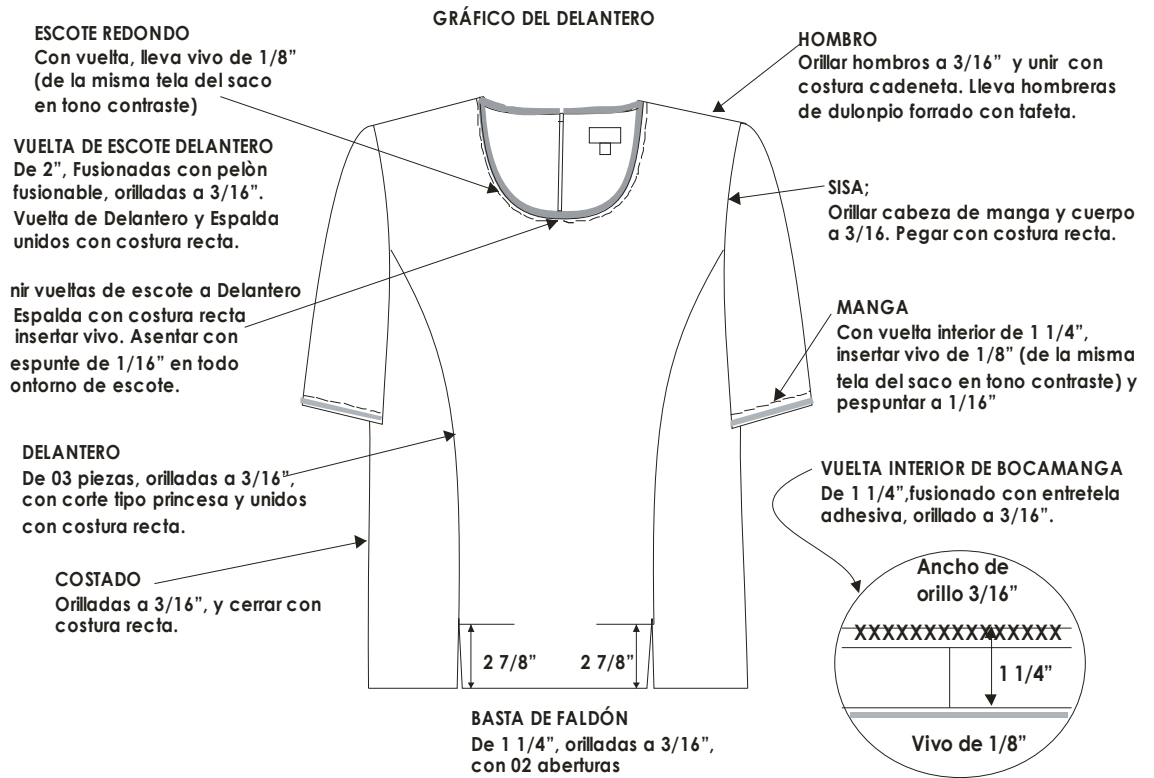 GRÁFICO DEL DELANTERO
ESCOTE REDONDO
Con vuelta, lleva vivo de 1/8”
(de la misma tela del saco
en tono contraste)
VUELTA DE ESCOTE DELANTERO
De 2”, Fusionadas con pelòn
fusionable, orilladas a 3/16”.
Vuelta de Delantero y Espalda
unidos con costura recta.
nir vueltas de escote a Delantero
Espalda con costura recta
insertar vivo. Asentar con
espunte de 1/16” en todo
ontorno de escote.
DELANTERO
De 03 piezas, orilladas a 3/16”,
con corte tipo princesa y unidos
con costura recta.
COSTADO
Orilladas a 3/16”, y cerrar con
costura recta.
HOMBRO
Orillar hombros a 3/16” y unir con
costura cadeneta. Lleva hombreras
de dulonpio forrado con tafeta.
SISA;
Orillar cabeza de manga y cuerpo
a 3/16. Pegar con costura recta.
MANGA
Con vuelta interior de 1 1/4”,
insertar vivo de 1/8” (de la misma
tela del saco en tono contraste) y
pespuntar a 1/16”
VUELTA INTERIOR DE BOCAMANGA
De 1 1/4”,fusionado con entretela
adhesiva, orillado a 3/16”.
Ancho de
orillo 3/16”
XXXXXXXXXXXXXXX
1 1/4”
Vivo de 1/8”
2 7/8” 2 7/8”
BASTA DE FALDÓN
De 1 1/4”, orilladas a 3/16”,
con 02 aberturas